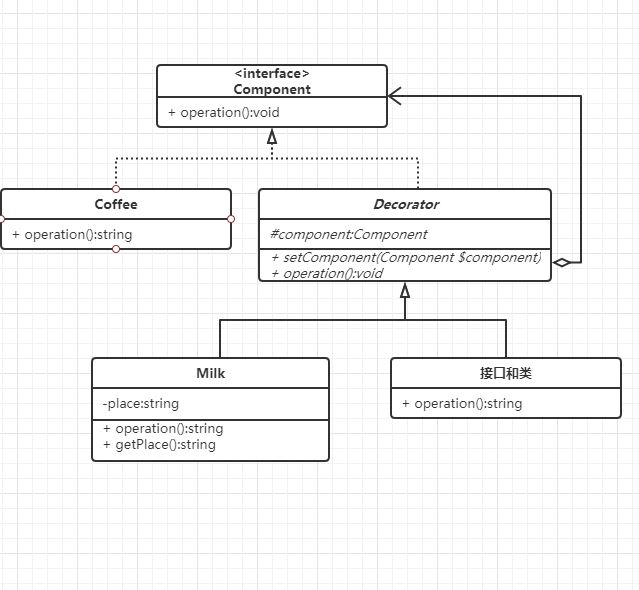 <interface>
Component
+ operation():void
Coffee
+ operation():string
Decorator
#component:Component
+ setComponent(Component $component)
+ operation():void
Milk
-place:string
+ operation():string
+ getPlace():string
接口和类
+ operation():string